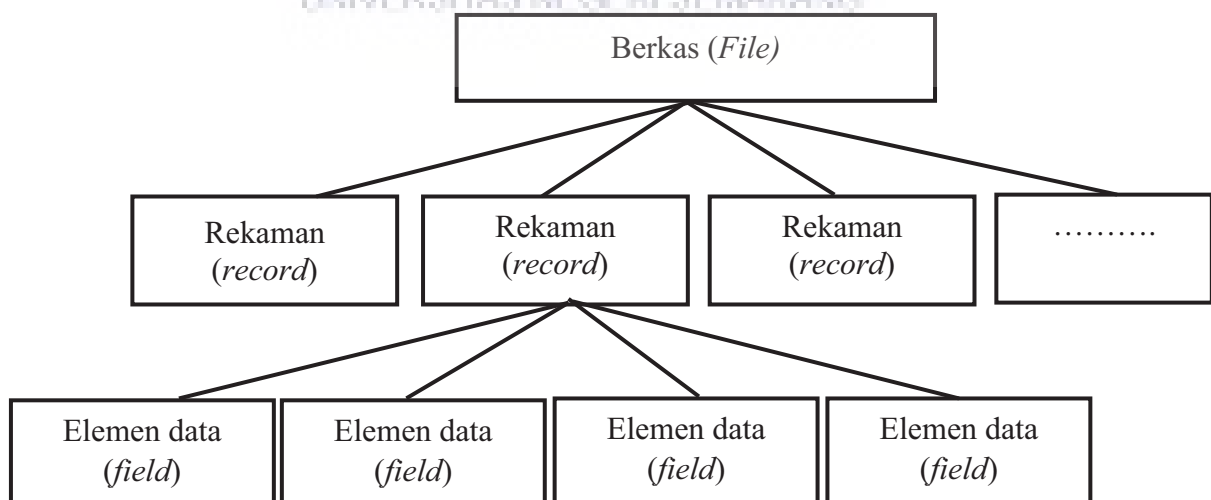 Berkas (File)
Rekaman
(record)
Rekaman
(record)
Rekaman
(record)
……….
Elemen data
(field)
Elemen data
(field)
Elemen data
(field)
Elemen data
(field)